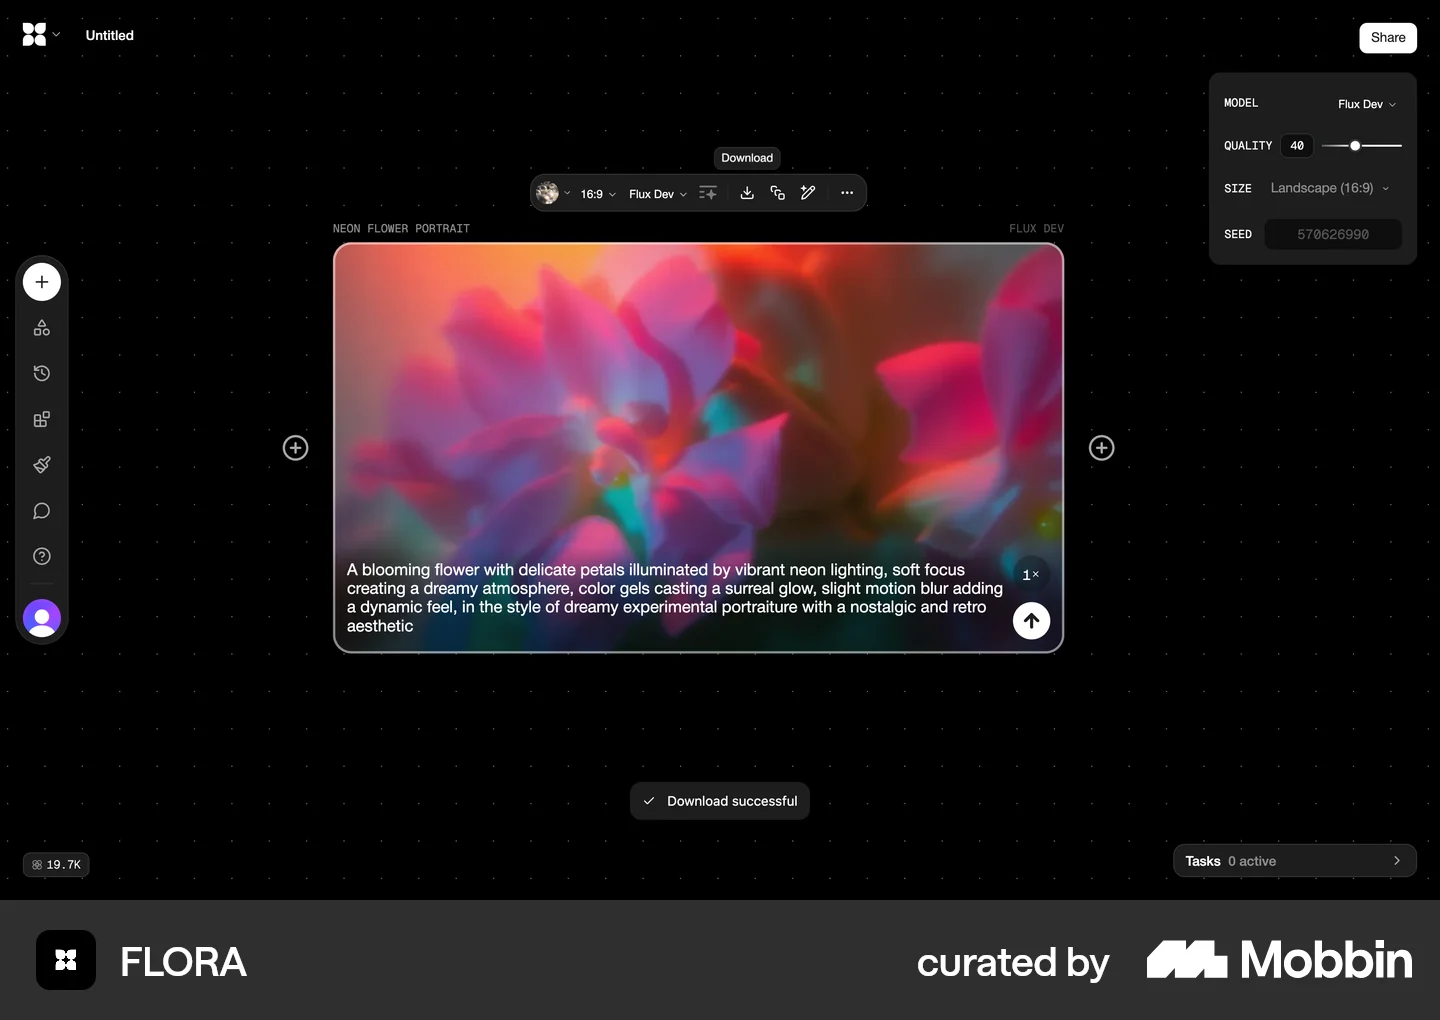 Untitled
Share
MODEL
Flux Dev
QUALITY
40
SIZE
Landscape (16:9)
SEED
570626990
Download
16:9
Flux Dev
NEON FLOWER PORTRAIT
FLUX DEV
A blooming flower with delicate petals illuminated by vibrant neon lighting, soft focus
creating a dreamy atmosphere, color gels casting a surreal glow, slight motion blur adding
a dynamic feel, in the style of dreamy experimental portraiture with a nostalgic and retro
aesthetic
1×
Download successful
19.7K
Tasks 0 active
FLORA
curated by Mobbin